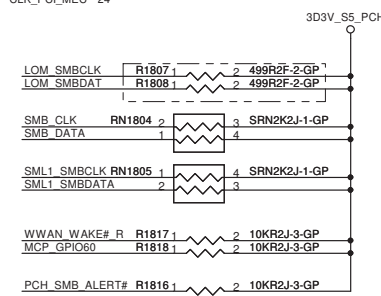 3D3V_S5_PCH
LOM_SMBCLK R1807 1 2 499R2F-2-GP
LOM_SMBDAT R1808 1 2 499R2F-2-GP
SMB_CLK RN1804 2 3 SRN2K2J-1-GP
SMB_DATA 1 4
SML1_SMBCLK RN1805 1 4 SRN2K2J-1-GP
SML1_SMBDATA 2 3
WWAN_WAKE#_R R1817 1 2 10KR2J-3-GP
MCP_GPIO60 R1818 1 2 10KR2J-3-GP
PCH_SMB_ALERT# R1816 1 2 10KR2J-3-GP